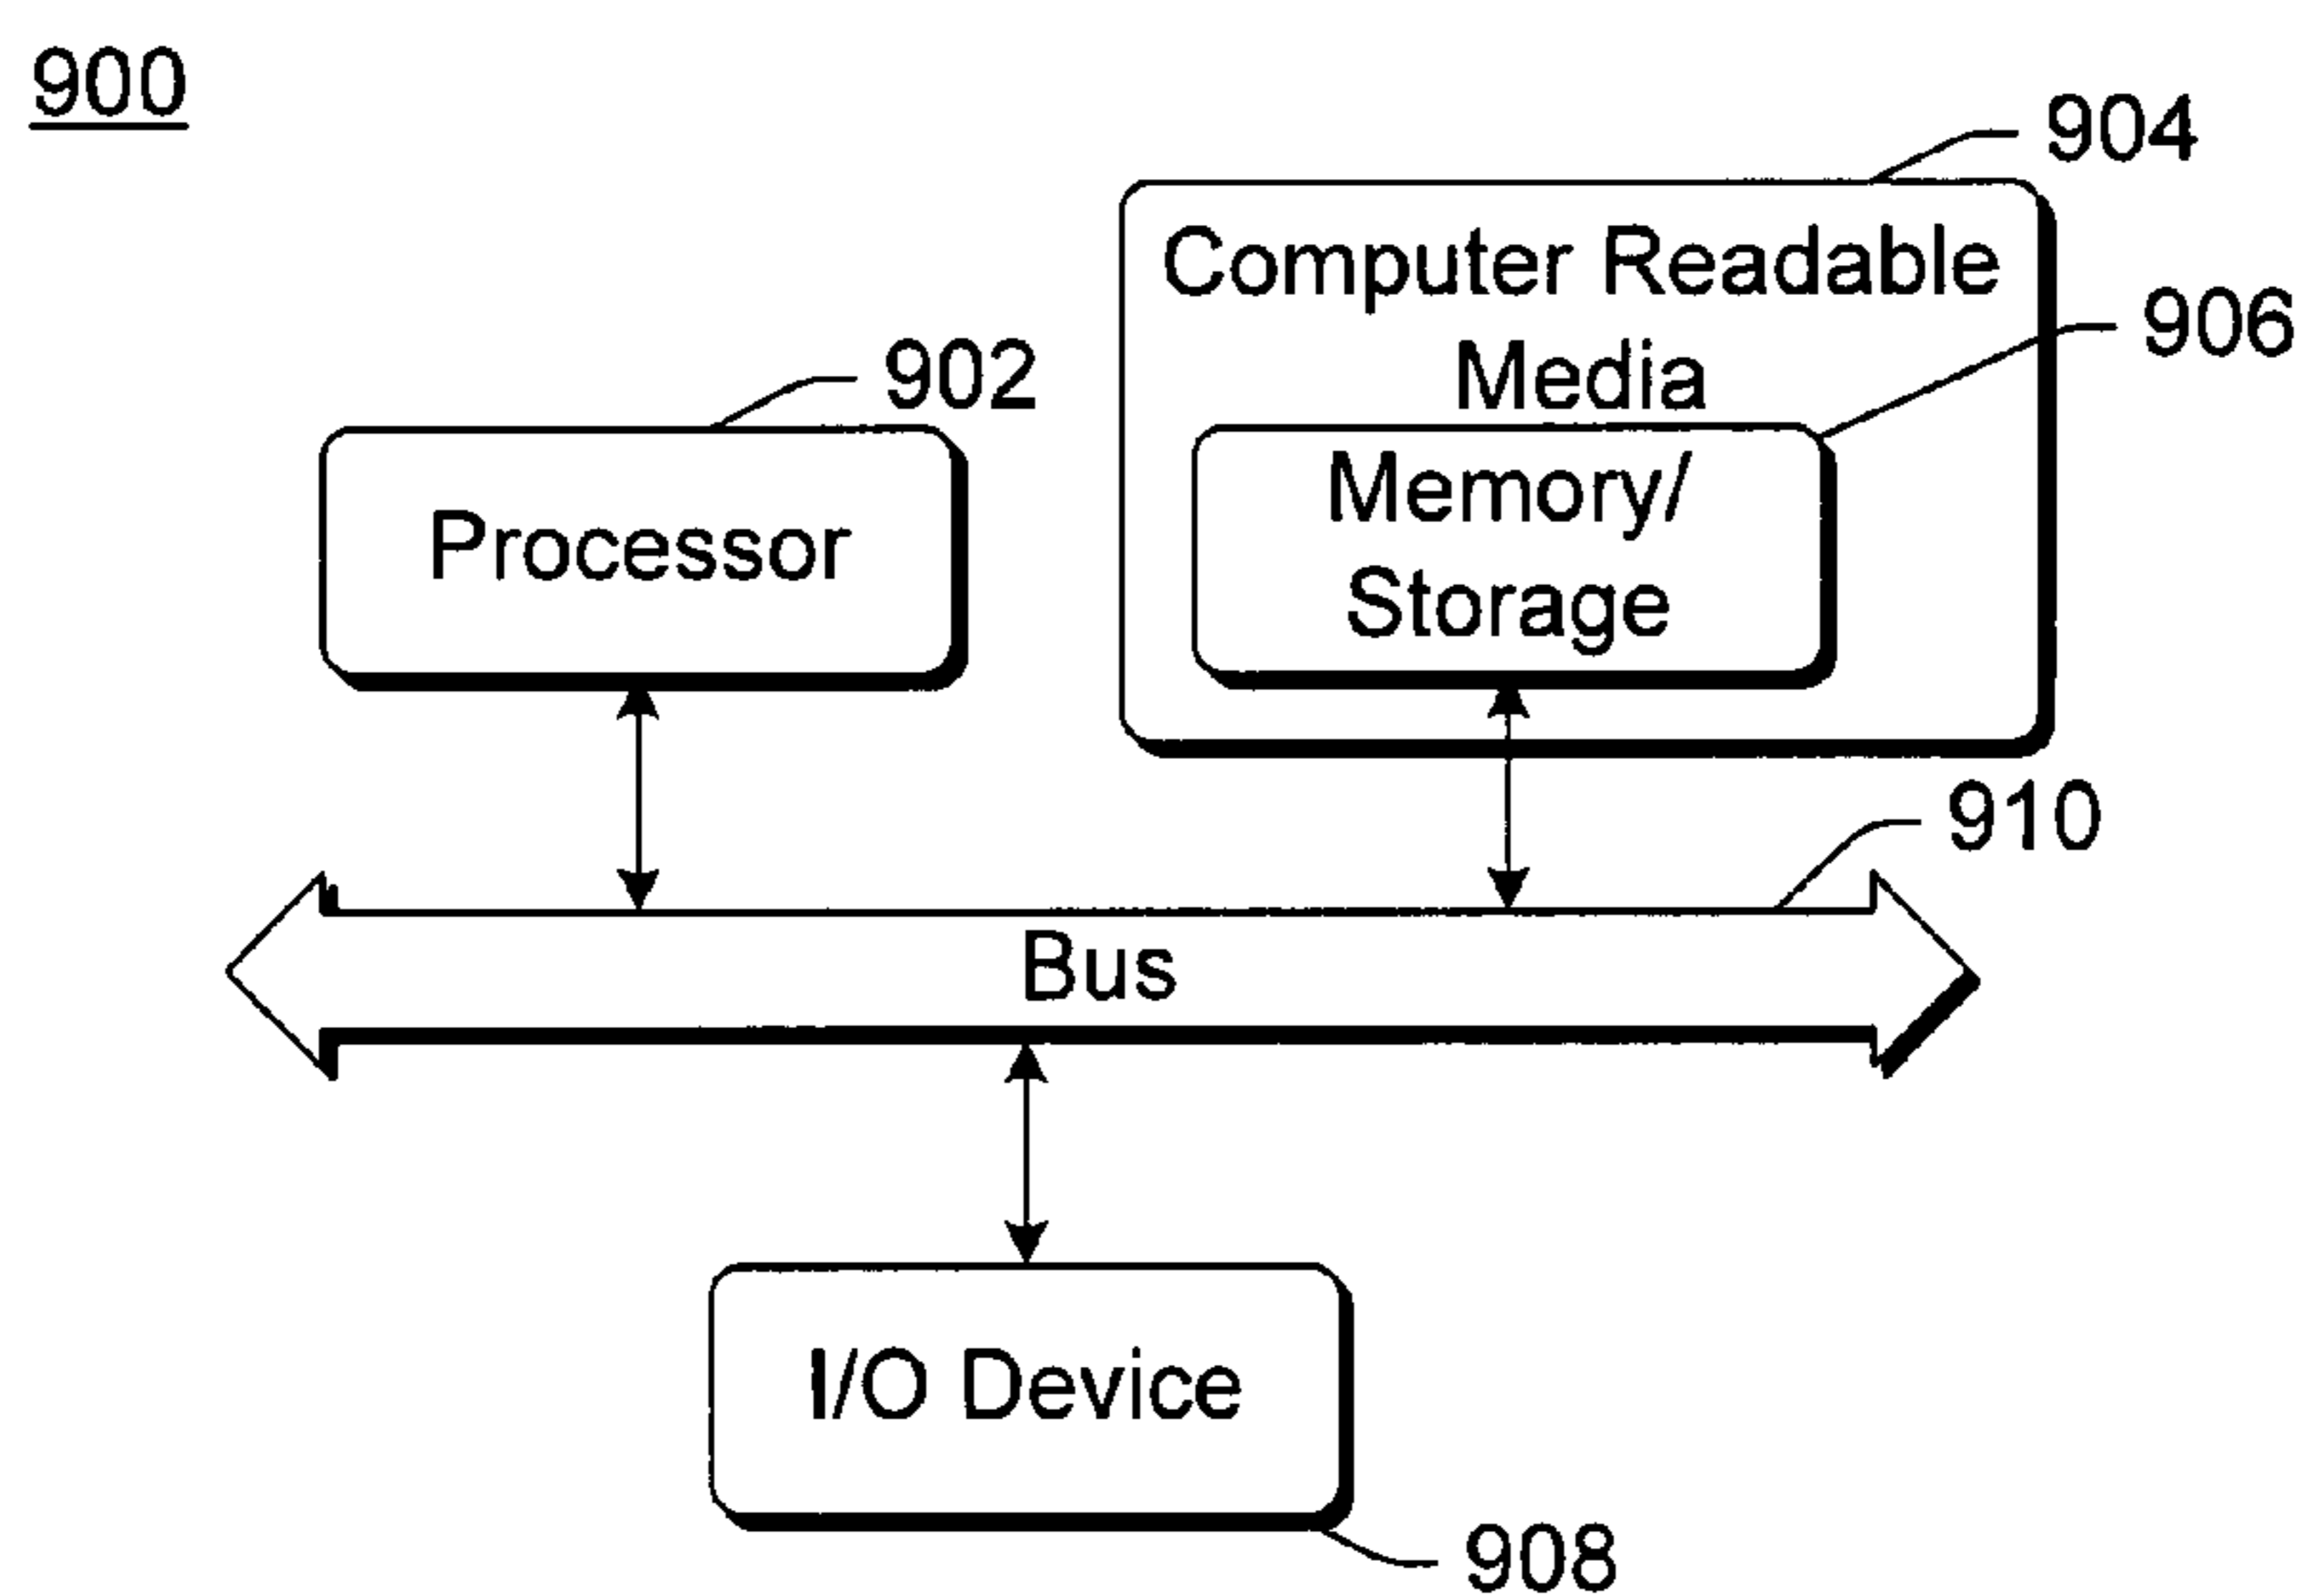 900
904
Computer Readable
906
Media
902
Memory/
Storage
Processor
910
Bus
I/O Device
908